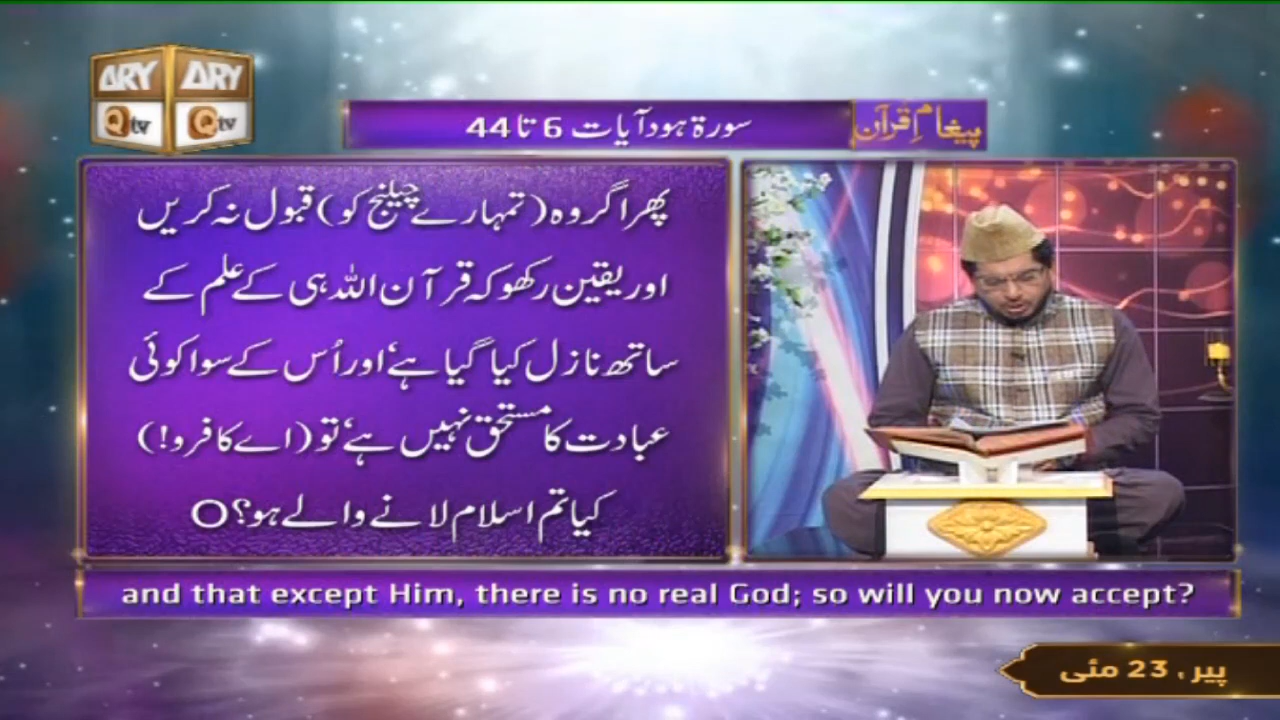 ARY ARY
Qtv Qtv
سورۃ ہود آیات 6 تا 44
پیغامِ قرآن
پھر اگر وہ (تمہارے چیلنج کو) قبول نہ کریں
اور یقین رکھو کہ قرآن اللہ ہی کے علم کے
ساتھ نازل کیا گیا ہے' اور اُس کے سوا کوئی
عبادت کا مستحق نہیں ہے' تو (اے کافرو!)
کیا تم اسلام لانے والے ہو؟O
and that except Him, there is no real God; so will you now accept?
پیر، 23 مئی